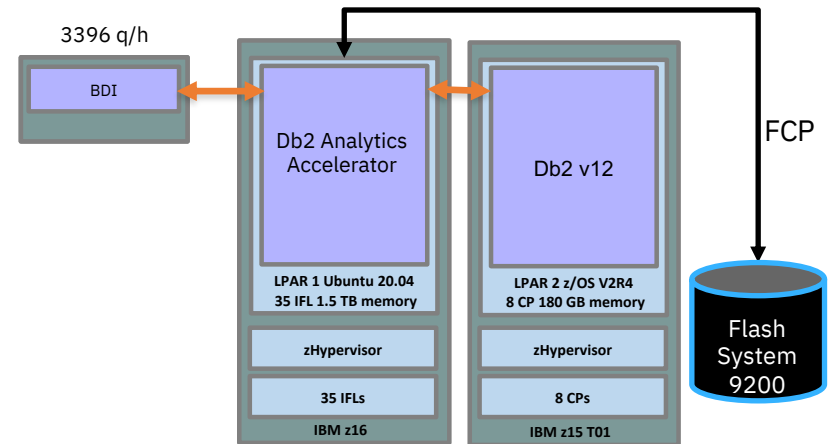 3396 q/h
BDI
Db2 Analytics
Accelerator
LPAR 1 Ubuntu 20.04
35 IFL 1.5 TB memory
zHypervisor
35 IFLs
IBM z16
Db2 v12
LPAR 2 z/OS V2R4
8 CP 180 GB memory
zHypervisor
8 CPs
IBM z15 T01
FCP
Flash
System
9200